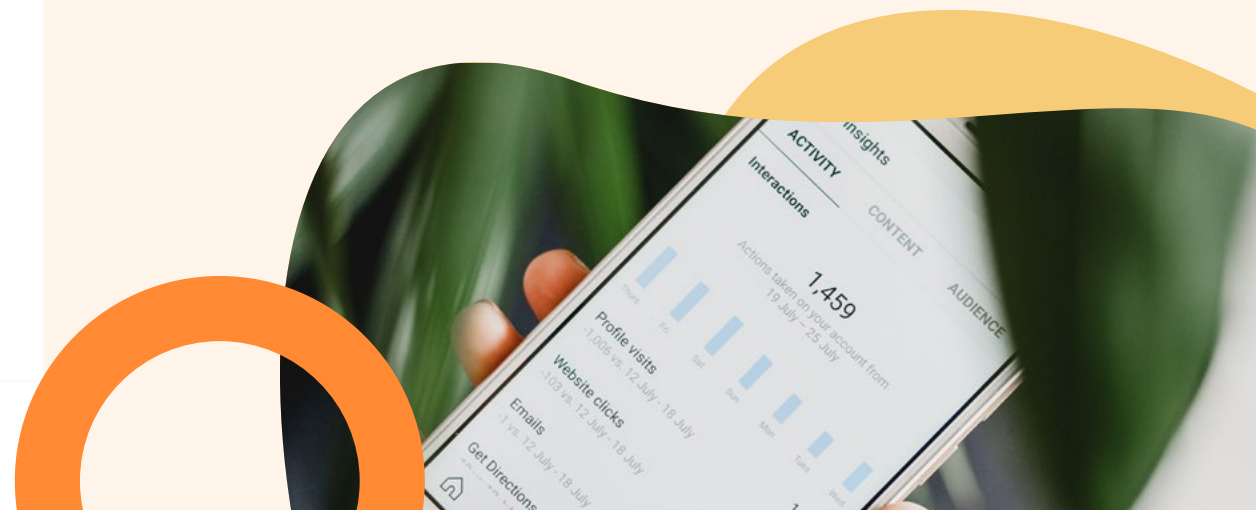 Insights
ACTIVITY
CONTENT
AUDIENCE
Interactions
1,459
Actions taken on your account from
19 July – 25 July
Thurs
Fri
Sat
Sun
Mon
Tues
Wed
Profile visits
-1,006 vs. 12 July - 18 July
Website clicks
-103 vs. 12 July - 18 July
Emails
-1 vs. 12 July - 18 July
Get Directions